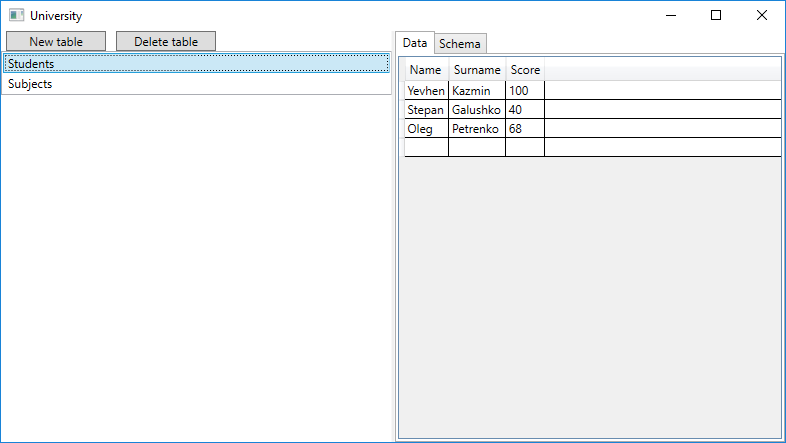 University
New table Delete table
Students
Subjects
Data Schema
Name Surname Score
Yevhen Kazmin 100
Stepan Galushko 40
Oleg Petrenko 68